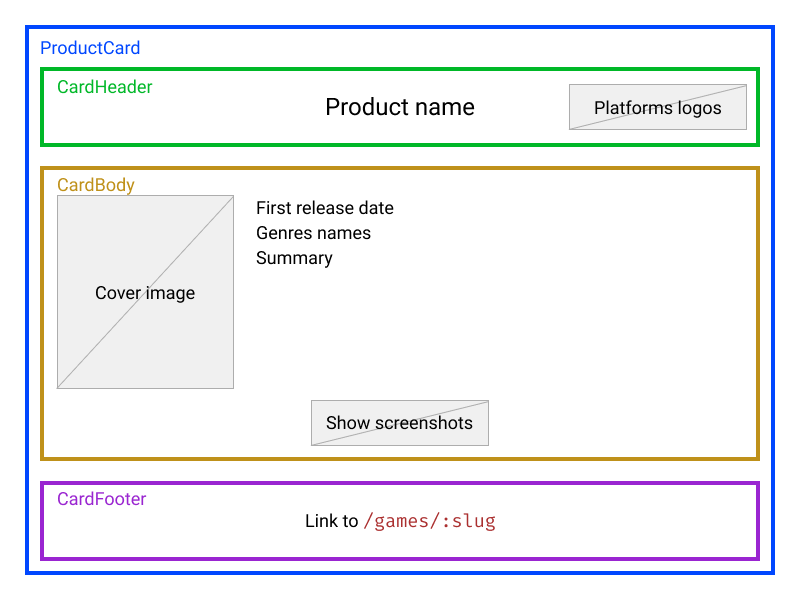 ProductCard
CardHeader
Product name
Platforms logos
CardBody
First release date
Genres names
Summary
Cover image
Show screenshots
CardFooter
Link to /games/:slug